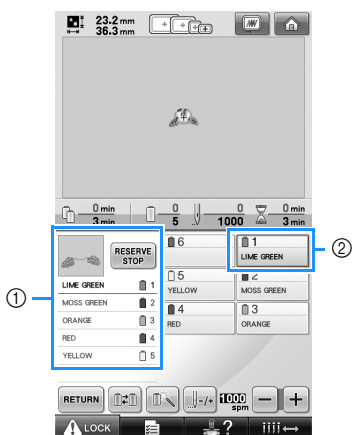 23.2 mm
36.3 mm
0 min
3 min
0
5
0
1000
0 min
3 min
RESERVE
STOP
LIME GREEN 1
MOSS GREEN 2
ORANGE 3
RED 4
YELLOW 5
6
1
LIME GREEN
5
YELLOW
2
MOSS GREEN
4
RED
3
ORANGE
①
②
RETURN
-/+
1000
spm
−
+
LOCK
?